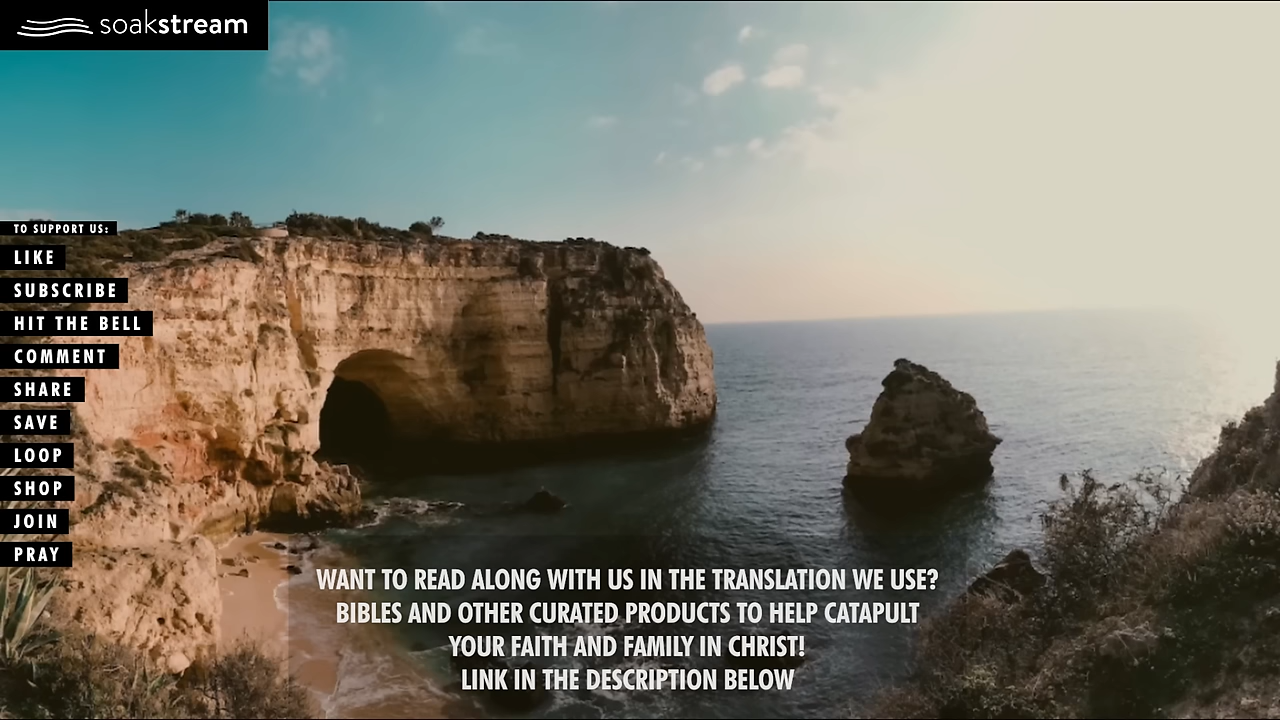 soakstream
TO SUPPORT US:
LIKE
SUBSCRIBE
HIT THE BELL
COMMENT
SHARE
SAVE
LOOP
SHOP
JOIN
PRAY
WANT TO READ ALONG WITH US IN THE TRANSLATION WE USE?
BIBLES AND OTHER CURATED PRODUCTS TO HELP CATAPULT
YOUR FAITH AND FAMILY IN CHRIST!
LINK IN THE DESCRIPTION BELOW